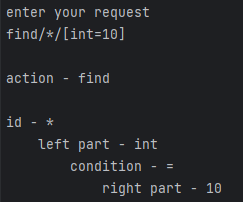 enter your request
find/*/[int=10]
action - find
id - *
left part - int
condition - =
right part - 10